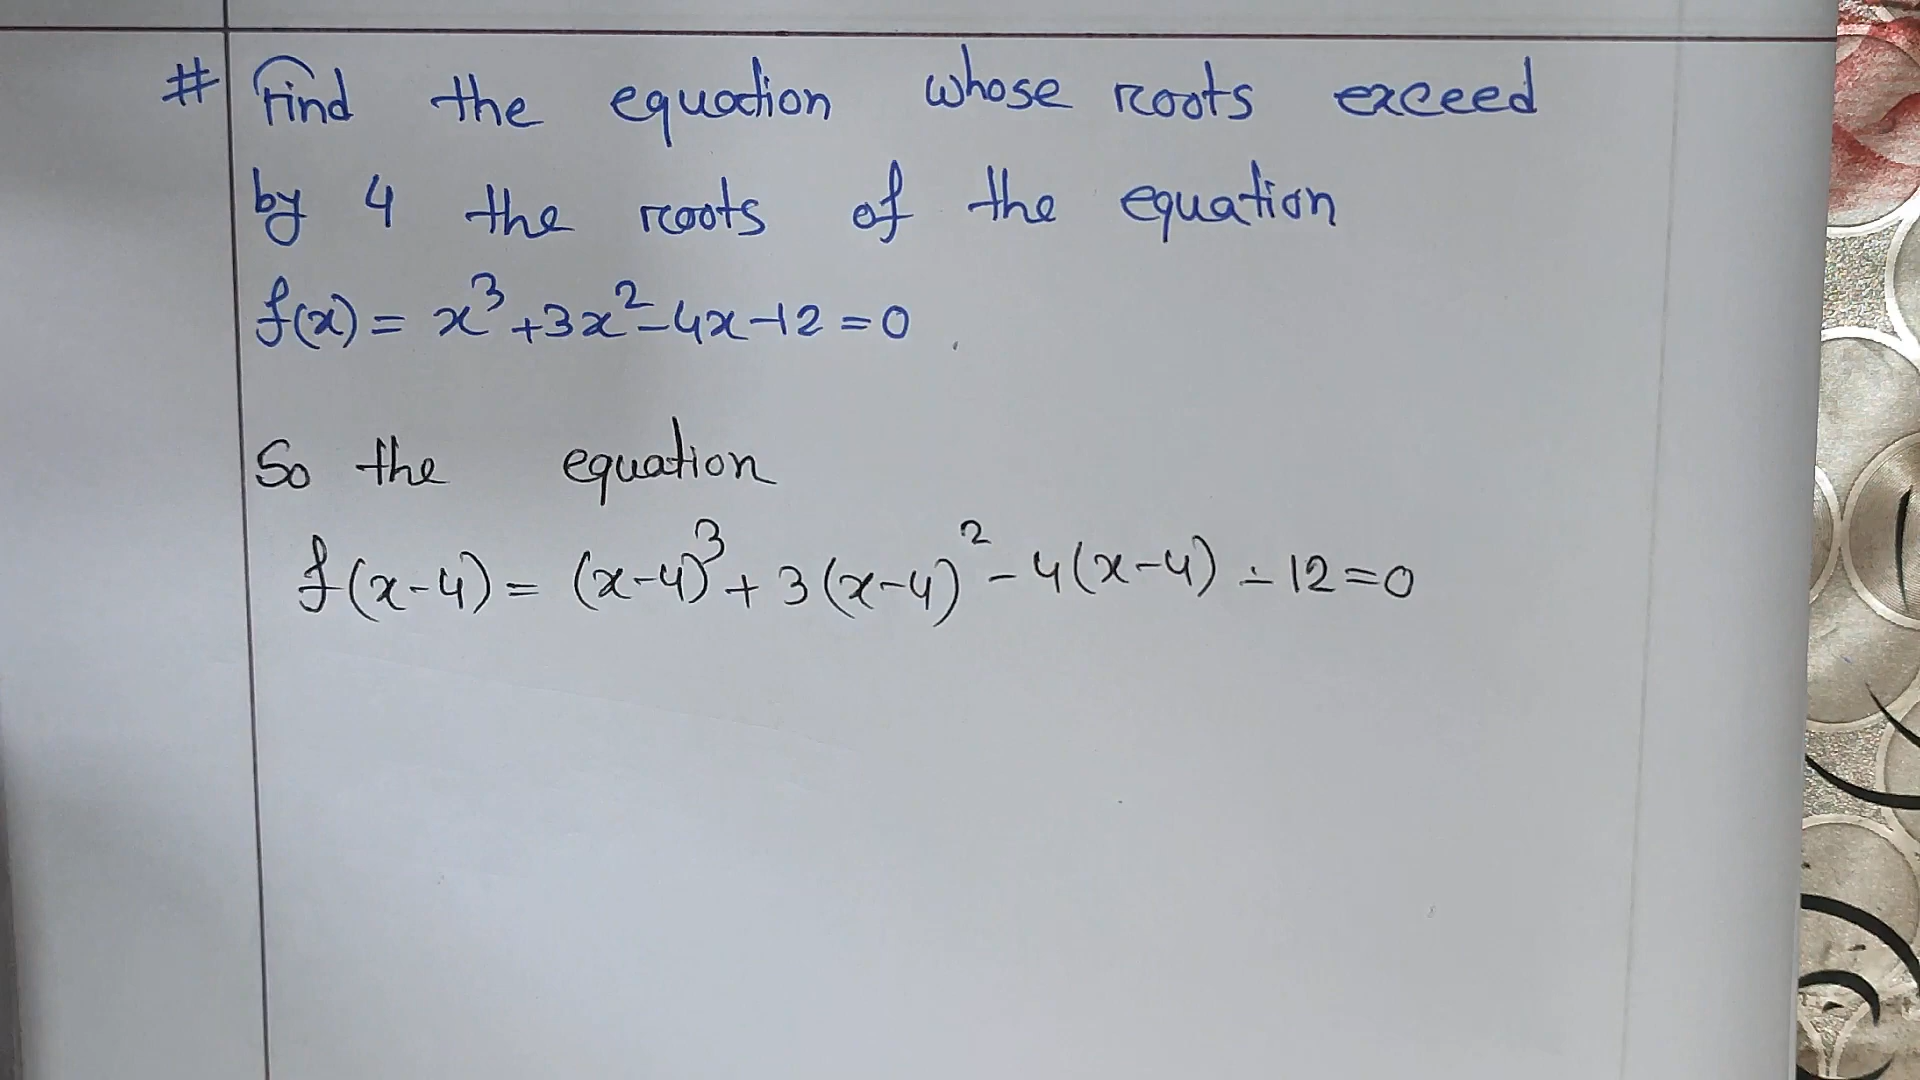 # Find the equation whose roots exceed
by 4 the roots of the equation
f(x) = x³+3x²-4x-12=0
So the equation
f(x-4) = (x-4)³+3(x-4)²-4(x-4)-12=0